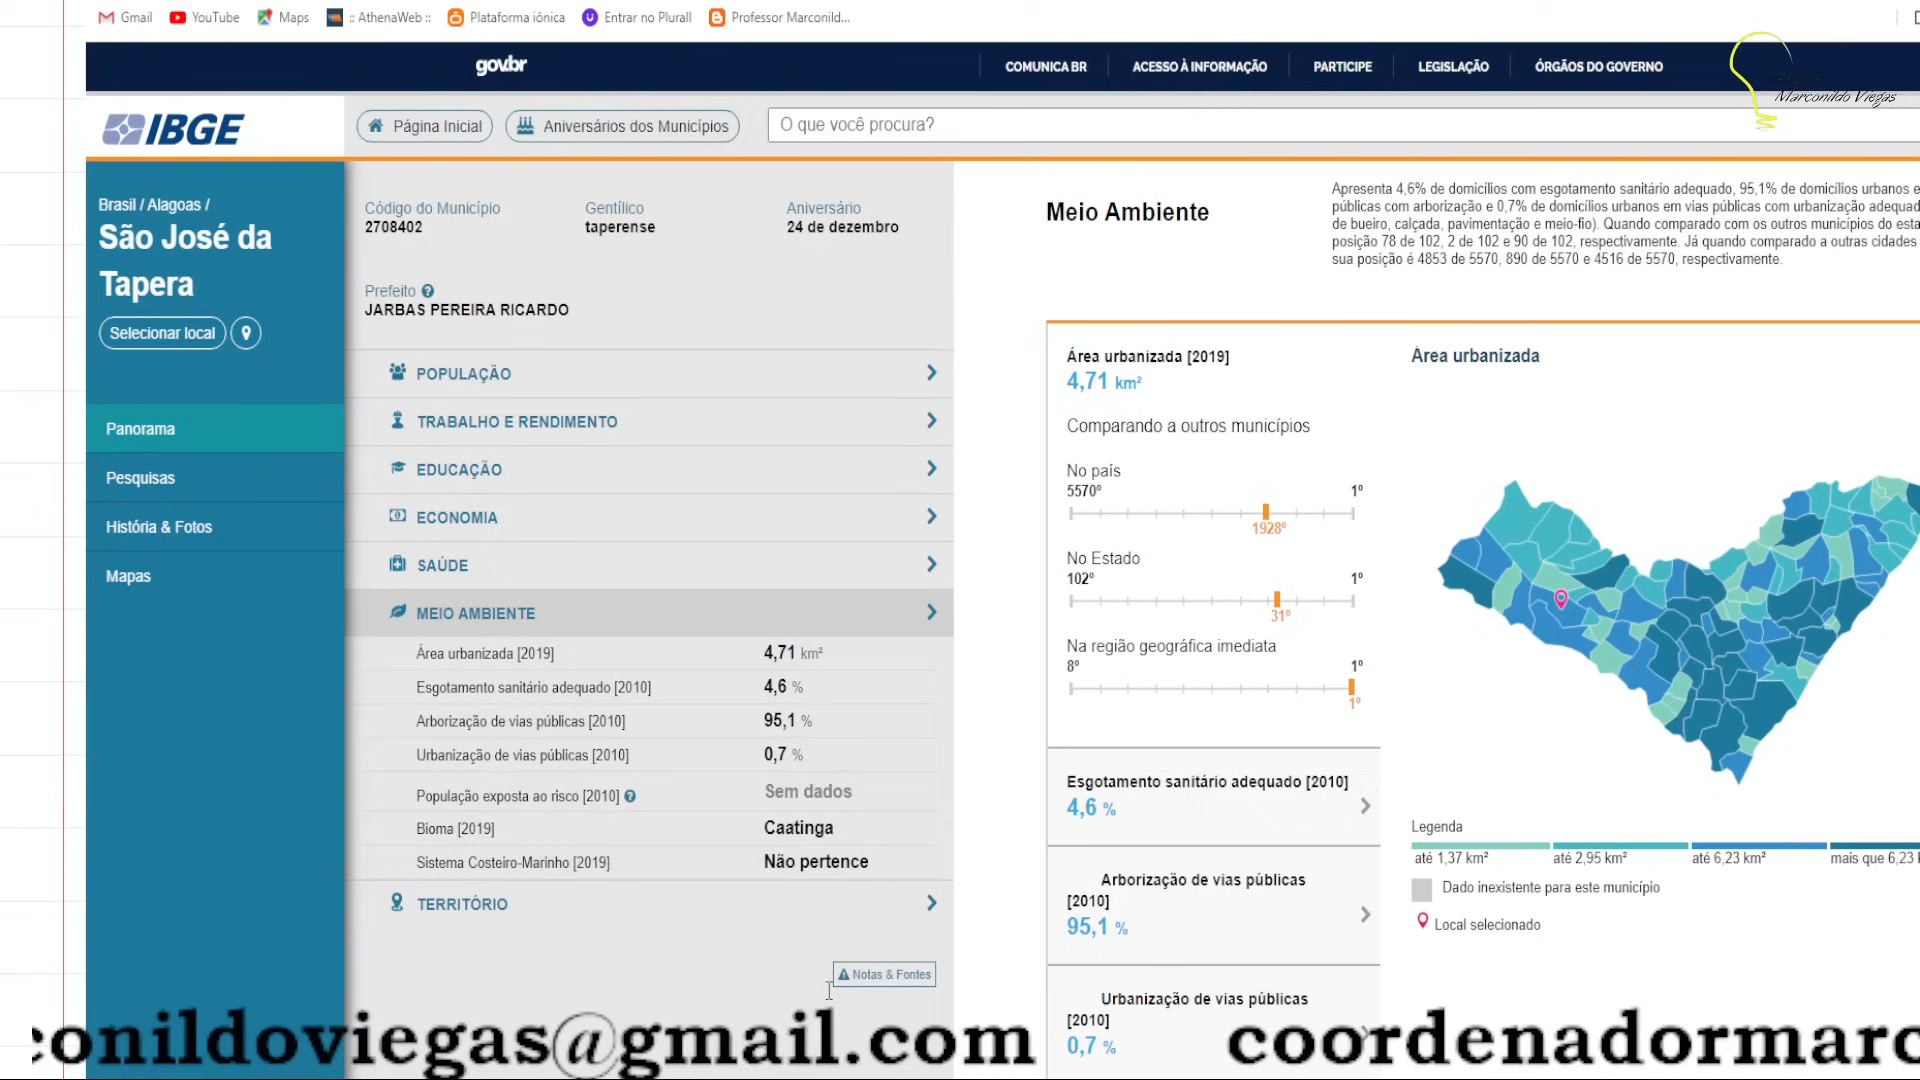 Gmail YouTube Maps :: AthenaWeb :: Plataforma iônica Entrar no Plurall Professor Marconild...
gov.br COMUNICA BR ACESSO À INFORMAÇÃO PARTICIPE LEGISLAÇÃO ÓRGÃOS DO GOVERNO
Marconildo Viegas
IBGE Página Inicial Aniversários dos Municípios O que você procura?
Brasil / Alagoas /
São José da
Tapera
Selecionar local
Panorama
Pesquisas
História & Fotos
Mapas
Código do Município Gentílico Aniversário
2708402 taperense 24 de dezembro
Prefeito
JARBAS PEREIRA RICARDO
POPULAÇÃO
TRABALHO E RENDIMENTO
EDUCAÇÃO
ECONOMIA
SAÚDE
MEIO AMBIENTE
Área urbanizada [2019] 4,71 km²
Esgotamento sanitário adequado [2010] 4,6 %
Arborização de vias públicas [2010] 95,1 %
Urbanização de vias públicas [2010] 0,7 %
População exposta ao risco [2010] Sem dados
Bioma [2019] Caatinga
Sistema Costeiro-Marinho [2019] Não pertence
TERRITÓRIO
Notas & Fontes
Meio Ambiente
Apresenta 4,6% de domicílios com esgotamento sanitário adequado, 95,1% de domicílios urbanos e
públicas com arborização e 0,7% de domicílios urbanos em vias públicas com urbanização adequad
de bueiro, calçada, pavimentação e meio-fio). Quando comparado com os outros municípios do esta
posição 78 de 102, 2 de 102 e 90 de 102, respectivamente. Já quando comparado a outras cidades
sua posição é 4853 de 5570, 890 de 5570 e 4516 de 5570, respectivamente.
Área urbanizada [2019]
4,71 km²
Comparando a outros municípios
No país
5570º 1º
1928º
No Estado
102º 1º
31º
Na região geográfica imediata
8º 1º
1º
Esgotamento sanitário adequado [2010]
4,6 %
Arborização de vias públicas
[2010]
95,1 %
Urbanização de vias públicas
[2010]
0,7 %
Área urbanizada
Legenda
até 1,37 km² até 2,95 km² até 6,23 km² mais que 6,23 k
Dado inexistente para este município
Local selecionado
conildoviegas@gmail.com coordenadormarc